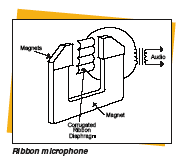 Magnets
Audio
Magnet
Corrugated
Ribbon
Diaphragm
Ribbon microphone